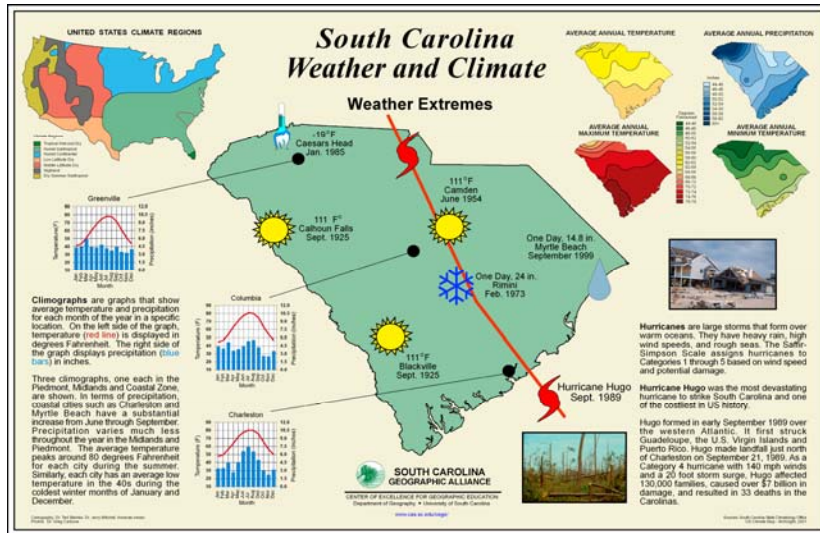 UNITED STATES CLIMATE REGIONS
South Carolina
Weather and Climate
AVERAGE ANNUAL TEMPERATURE
AVERAGE ANNUAL PRECIPITATION
AVERAGE ANNUAL
MAXIMUM TEMPERATURE
AVERAGE ANNUAL
MINIMUM TEMPERATURE
Inches
Weather Extremes
-19°F
Caesars Head
Jan. 1985
111°F
Camden
June 1954
111 F°
Calhoun Falls
Sept. 1925
One Day, 14.8 in.
Myrtle Beach
September 1999
One Day, 24 in.
Rimini
Feb. 1973
111°F
Blackville
Sept. 1925
Hurricane Hugo
Sept. 1989
Greenville
Temperature(F)
Precipitation (Inches)
Month
Columbia
Temperature (F)
Precipitation (Inches)
Month
Charleston
Temperature (F)
Precipitation (Inches)
Month
Climographs are graphs that show
average temperature and precipitation
for each month of the year in a specific
location. On the left side of the graph,
temperature (red line) is displayed in
degrees Fahrenheit. The right side of
the graph displays precipitation (blue
bars) in inches.
Three climographs, one each in the
Piedmont, Midlands and Coastal Zone,
are shown. In terms of precipitation,
coastal cities such as Charleston and
Myrtle Beach have a substantial
increase from June through September.
Precipitation varies much less
throughout the year in the Midlands and
Piedmont. The average temperature
peaks around 80 degrees Fahrenheit
for each city during the summer.
Similarly, each city has an average low
temperature in the 40s during the
coldest winter months of January and
December.
Hurricanes are large storms that form over
warm oceans. They have heavy rain, high
wind speeds, and rough seas. The Saffir-
Simpson Scale assigns hurricanes to
Categories 1 through 5 based on wind speed
and potential damage.
Hurricane Hugo was the most devastating
hurricane to strike South Carolina and one
of the costliest in US history.
Hugo formed in early September 1989 over
the western Atlantic. It first struck
Guadeloupe, the U.S. Virgin Islands and
Puerto Rico. Hugo made landfall just north
of Charleston on September 21, 1989. As a
Category 4 hurricane with 140 mph winds
and a 20 foot storm surge, Hugo affected
130,000 families, caused over $7 billion in
damage, and resulted in 33 deaths in the
Carolinas.
SOUTH CAROLINA
GEOGRAPHIC ALLIANCE
CENTER OF EXCELLENCE FOR GEOGRAPHIC EDUCATION
Department of Geography • University of South Carolina